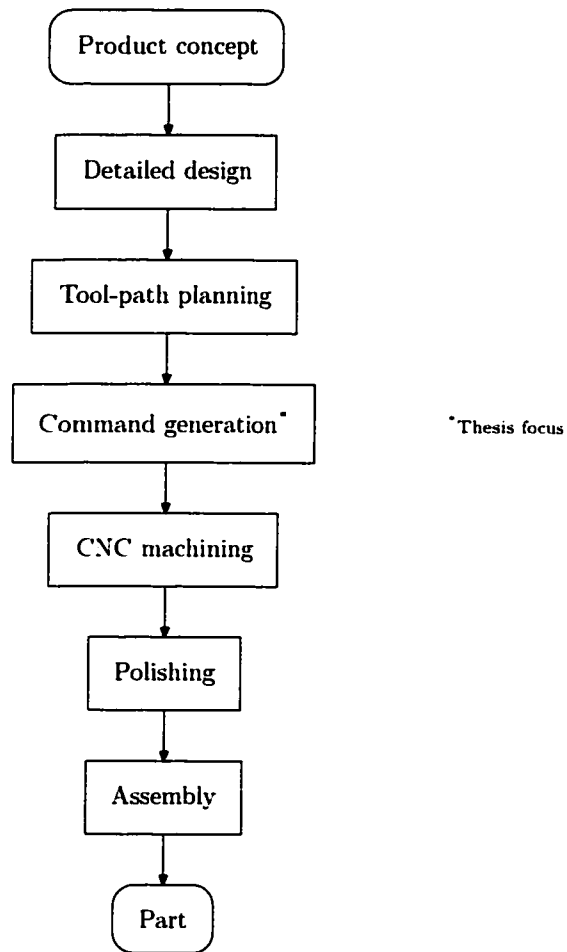 Product concept
Detailed design
Tool-path planning
Command generation*
*Thesis focus
CNC machining
Polishing
Assembly
Part